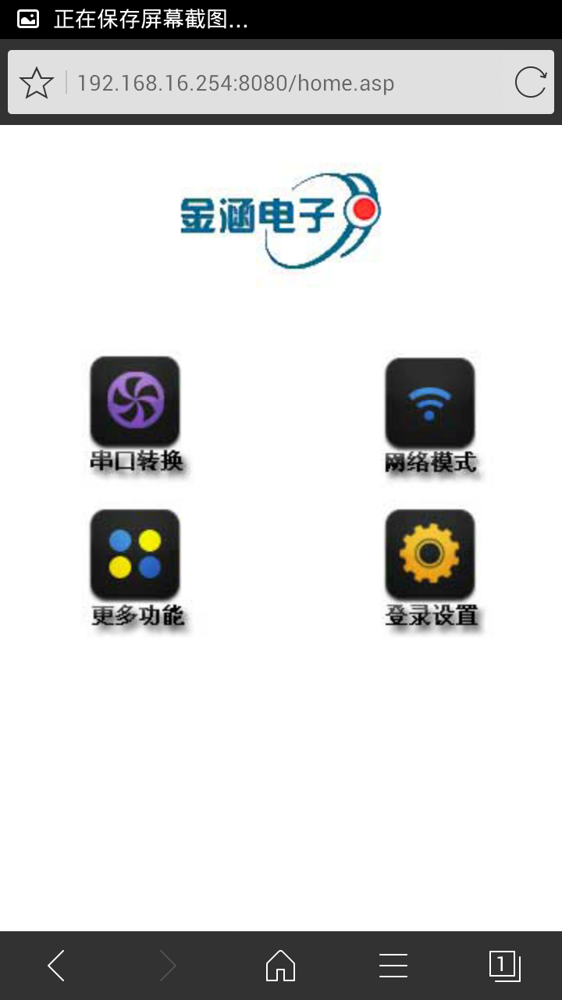 正在保存屏幕截图...
192.168.16.254:8080/home.asp
金涵电子
串口转换
网络模式
更多功能
登录设置
1